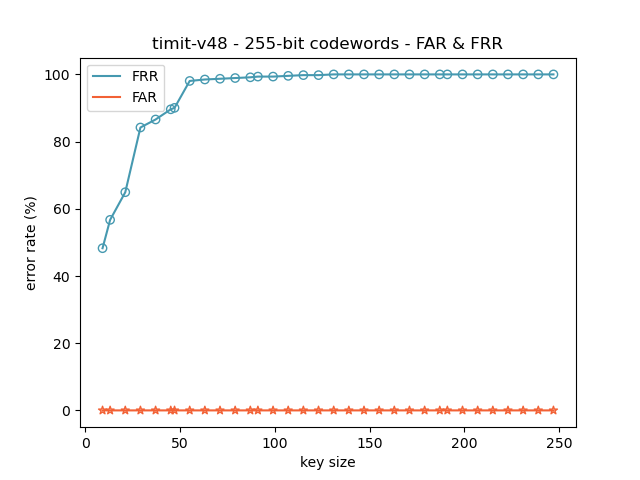 timit-v48 - 255-bit codewords - FAR & FRR
FRR
FAR
error rate (%)
100
80
60
40
20
0
0 50 100 150 200 250
key size